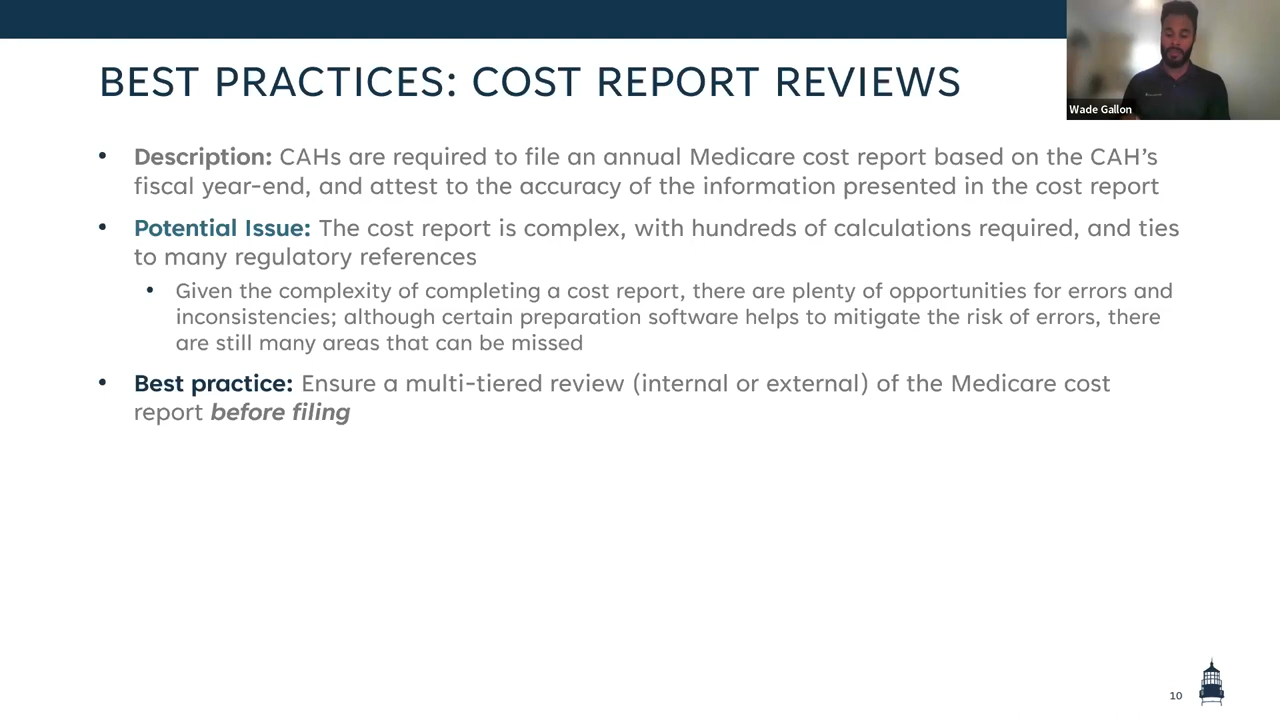 BEST PRACTICES: COST REPORT REVIEWS
Wade Gallon
• Description: CAHs are required to file an annual Medicare cost report based on the CAH’s
fiscal year-end, and attest to the accuracy of the information presented in the cost report
• Potential Issue: The cost report is complex, with hundreds of calculations required, and ties
to many regulatory references
• Given the complexity of completing a cost report, there are plenty of opportunities for errors and
inconsistencies; although certain preparation software helps to mitigate the risk of errors, there
are still many areas that can be missed
• Best practice: Ensure a multi-tiered review (internal or external) of the Medicare cost
report before filing
10